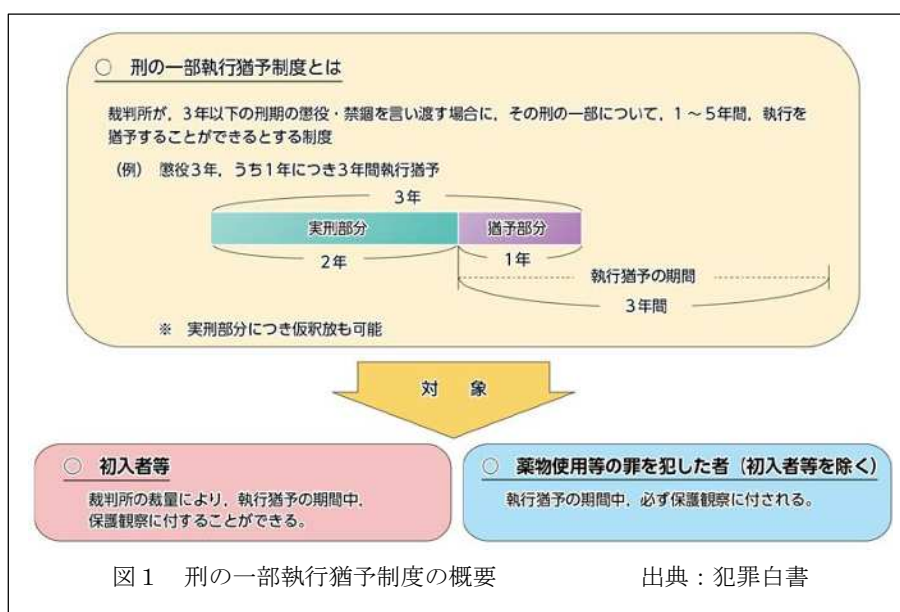 ○ 刑の一部執行猶予制度とは
裁判所が，3年以下の刑期の懲役・禁錮を言い渡す場合に，その刑の一部について，1～5年間，執行を
猶予することができるとする制度
（例） 懲役3年，うち1年につき3年間執行猶予
3年
実刑部分 猶予部分
2年 1年
執行猶予の期間
3年間
※ 実刑部分につき仮釈放も可能
対 象
○ 初入者等
裁判所の裁量により，執行猶予の期間中，
保護観察に付することができる。
○ 薬物使用等の罪を犯した者（初入者等を除く）
執行猶予の期間中，必ず保護観察に付される。
図1 刑の一部執行猶予制度の概要 出典：犯罪白書